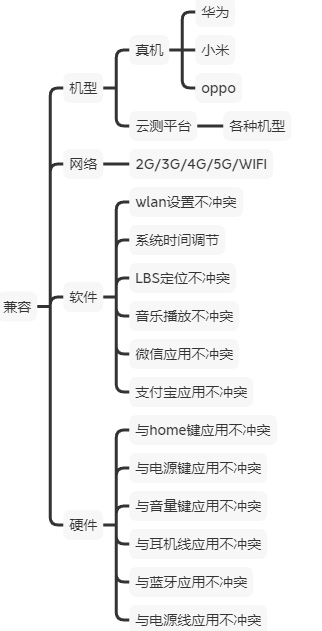 兼容
机型
真机
华为
小米
oppo
云测平台
各种机型
网络
2G/3G/4G/5G/WIFI
软件
wlan设置不冲突
系统时间调节
LBS定位不冲突
音乐播放不冲突
微信应用不冲突
支付宝应用不冲突
硬件
与home键应用不冲突
与电源键应用不冲突
与音量键应用不冲突
与耳机线应用不冲突
与蓝牙应用不冲突
与电源线应用不冲突